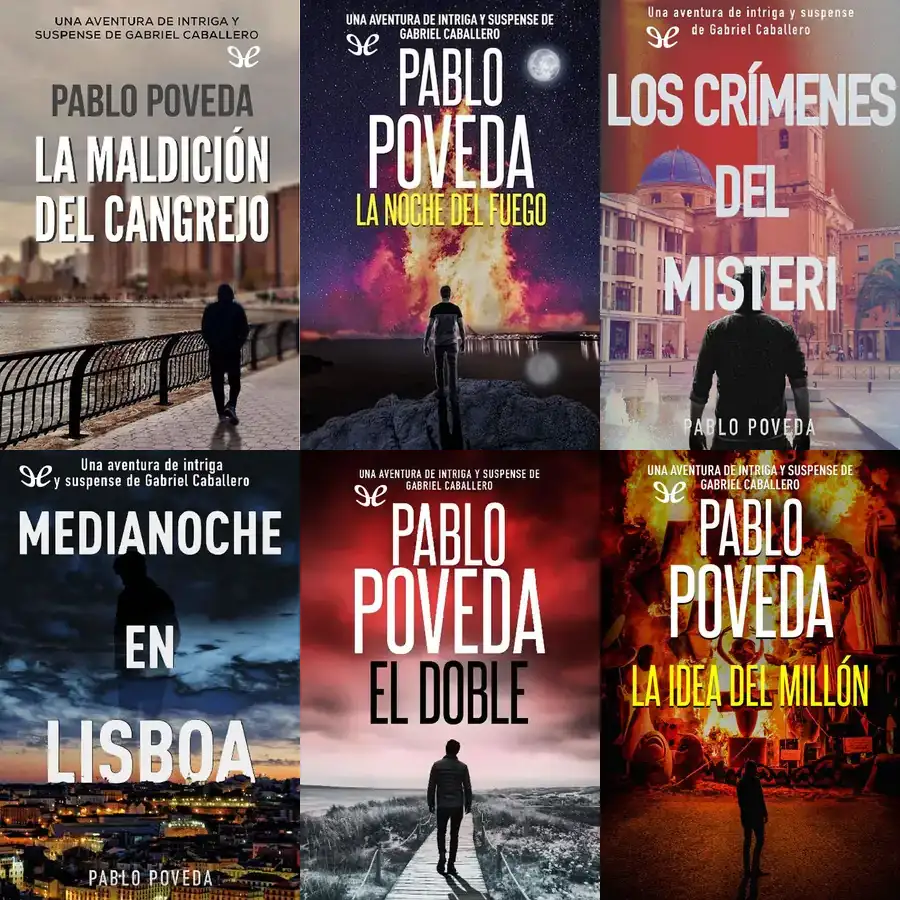 UNA AVENTURA DE INTRIGA Y
SUSPENSE DE GABRIEL CABALLERO
PABLO POVEDA
LA MALDICIÓN
DEL CANGREJO
UNA AVENTURA DE INTRIGA Y SUSPENSE DE
GABRIEL CABALLERO
PABLO
POVEDA
LA NOCHE DEL FUEGO
Una aventura de intriga y suspense
de Gabriel Caballero
LOS CRÍMENES
DEL
MISTERI
PABLO POVEDA
Una aventura de intriga
y suspense de Gabriel Caballero
MEDIANOCHE
EN
LISBOA
PABLO POVEDA
UNA AVENTURA DE INTRIGA Y SUSPENSE DE
GABRIEL CABALLERO
PABLO
POVEDA
EL DOBLE
UNA AVENTURA DE INTRIGA Y SUSPENSE DE
GABRIEL CABALLERO
PABLO
POVEDA
LA IDEA DEL MILLÓN